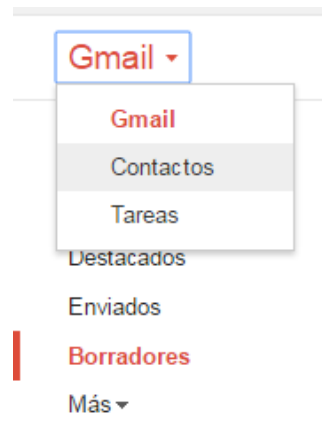 Gmail
Gmail
Contactos
Tareas
Destacados
Enviados
Borradores
Más